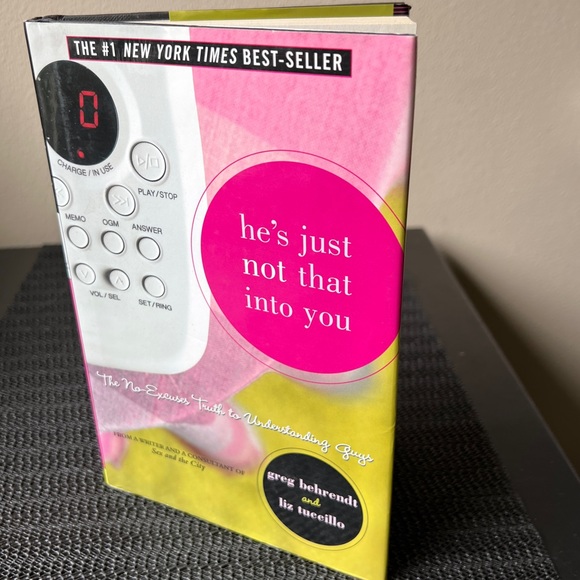 THE #1 NEW YORK TIMES BEST-SELLER
0
CHARGE / IN USE
PLAY/STOP
MEMO
OGM
ANSWER
VOL / SEL
SET/RING
he's just
not that
into you
The No-Excuses Truth to Understanding Guys
FROM A WRITER AND A CONSULTANT OF
Sex and the City
greg behrendt
and
liz tuccillo